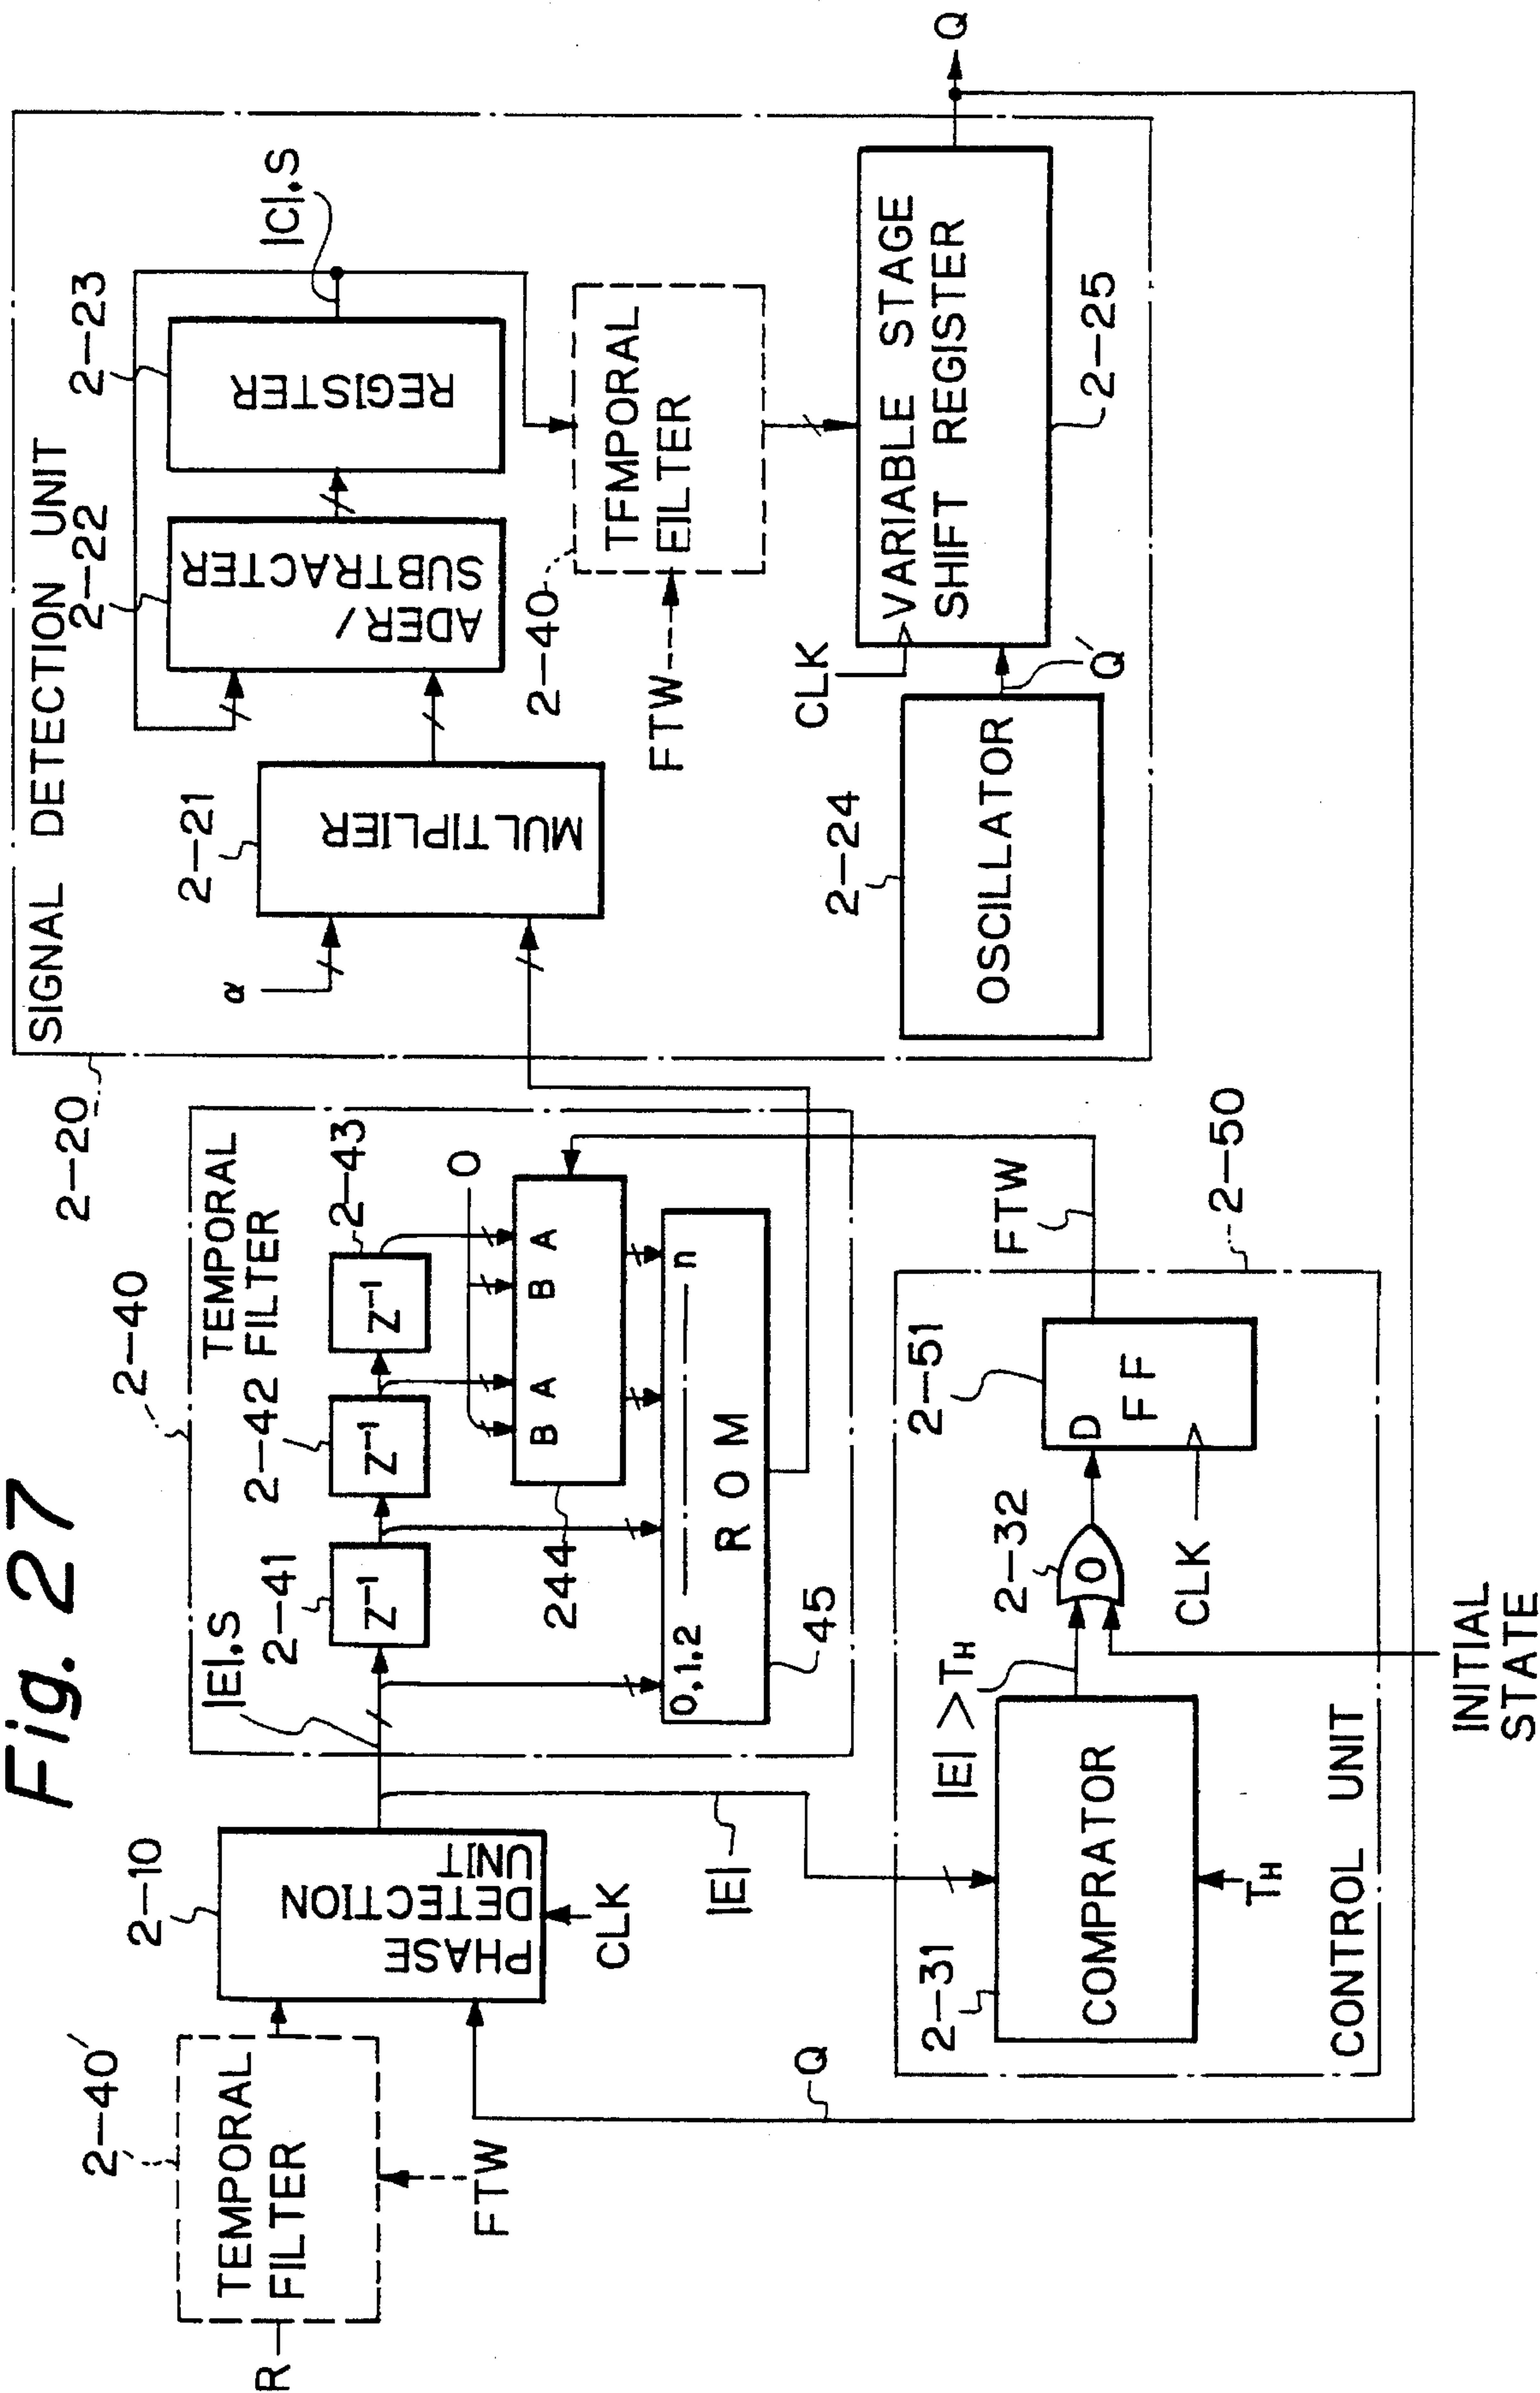 Fig. 27
R
TEMPORAL
FILTER
2-40'
FTW
2-10
PHASE
DETECTION
UNIT
CLK
Q
|E|
|E|.S
2-40
TEMPORAL
FILTER
2-41
Z⁻¹
2-42
Z⁻¹
2-43
Z⁻¹
0
B A
B A
244
0,1,2
n
ROM
45
2-20
SIGNAL DETECTION UNIT
α
2-21
MULTIPLIER
2-22
ADER/
SUBTRACTER
2-23
REGISTER
|C|.S
2-40
TFMPORAL
EILTER
FTW
2-24
OSCILLATOR
Q'
CLK
VARIABLE STAGE
SHIFT REGISTER
2-25
Q
2-31
COMPRATOR
TH
|E|>TH
2-32
O
INITIAL
STATE
2-51
D
FF
CLK
FTW
2-50
CONTROL UNIT